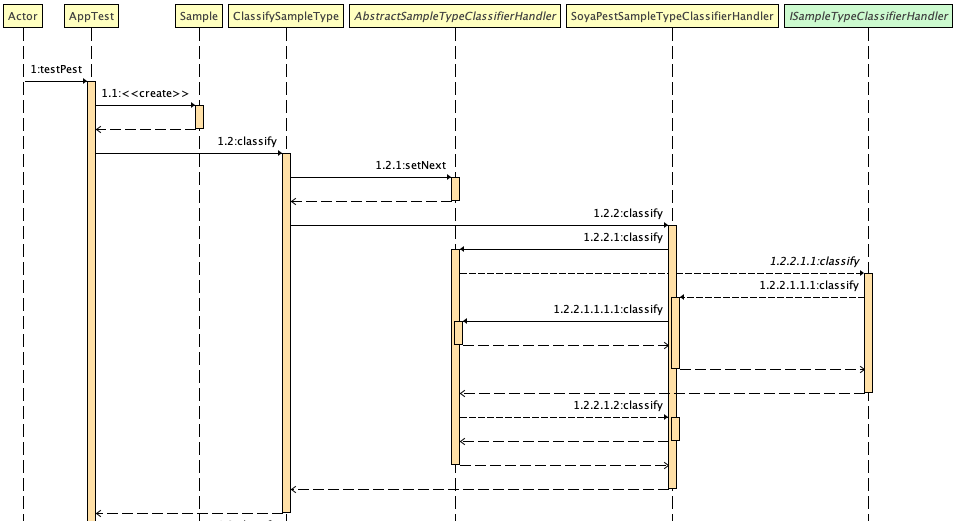 Actor AppTest Sample ClassifySampleType AbstractSampleTypeClassifierHandler SoyaPestSampleTypeClassifierHandler ISampleTypeClassifierHandler
1:testPest
1.1:<<create>>
1.2:classify
1.2.1:setNext
1.2.2:classify
1.2.2.1:classify
1.2.2.1.1:classify
1.2.2.1.1.1:classify
1.2.2.1.1.1.1:classify
1.2.2.1.2:classify